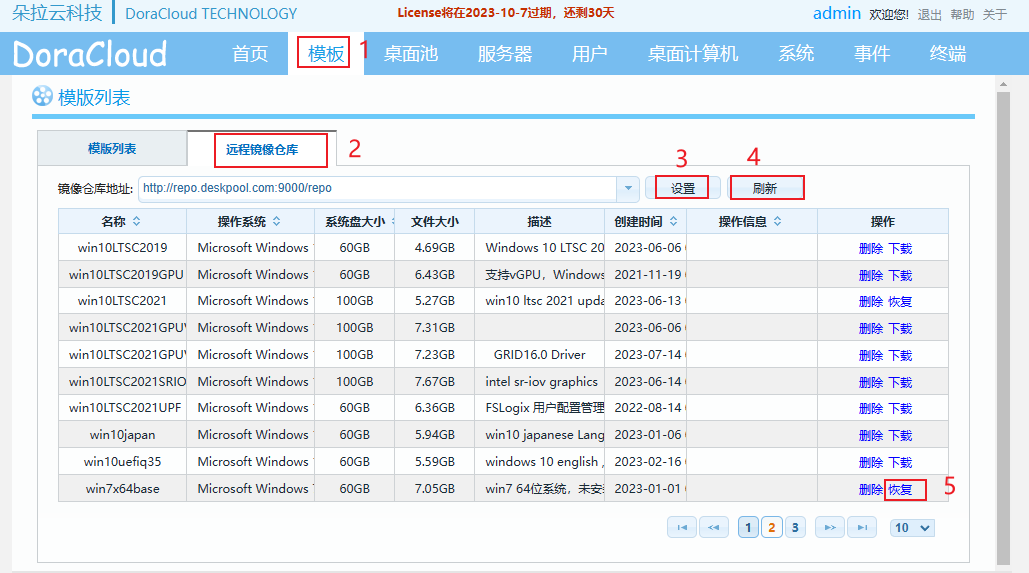 朵拉云科技 DoraCloud TECHNOLOGY License将在2023-10-7过期，还剩30天 admin 欢迎您! 退出 帮助 关于
DoraCloud 首页 模板 1 桌面池 服务器 用户 桌面计算机 系统 事件 终端
模版列表
模版列表 远程镜像仓库 2
3 4
镜像仓库地址: http://repo.deskpool.com:9000/repo 设置 刷新
名称 操作系统 系统盘大小 文件大小 描述 创建时间 操作信息 操作
win10LTSC2019 Microsoft Windows 60GB 4.69GB Windows 10 LTSC 20 2023-06-06 删除 下载
win10LTSC2019GPU Microsoft Windows 60GB 6.43GB 支持vGPU，Windows 2021-11-19 删除 下载
win10LTSC2021 Microsoft Windows 100GB 5.27GB win10 ltsc 2021 upda 2023-06-13 删除 恢复
win10LTSC2021GPU Microsoft Windows 100GB 7.31GB 2023-06-06 删除 下载
win10LTSC2021GPU Microsoft Windows 100GB 7.23GB GRID16.0 Driver 2023-07-14 删除 下载
win10LTSC2021SRIO Microsoft Windows 100GB 7.67GB intel sr-iov graphics 2023-06-14 删除 下载
win10LTSC2021UPF Microsoft Windows 60GB 6.36GB FSLogix 用户配置管理 2022-08-14 删除 下载
win10japan Microsoft Windows 60GB 5.94GB win10 japanese Lang 2023-01-06 删除 下载
win10uefiq35 Microsoft Windows 60GB 5.59GB windows 10 english , 2023-02-16 删除 下载
win7x64base Microsoft Windows 60GB 7.05GB win7 64位系统，未安 2023-01-01 删除 恢复 5
1 2 3 10